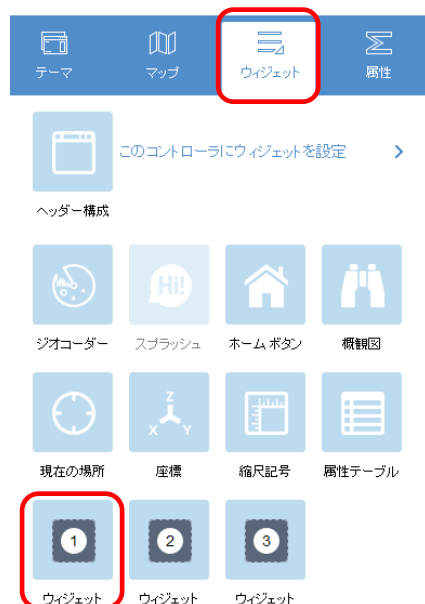 テーマ マップ ウィジェット 属性
このコントローラにウィジェットを設定
ヘッダー構成
Hi!
ジオコーダー スプラッシュ ホーム ボタン 概観図
Z
X Y
現在の場所 座標 縮尺記号 属性テーブル
1 2 3
ウィジェット ウィジェット ウィジェット